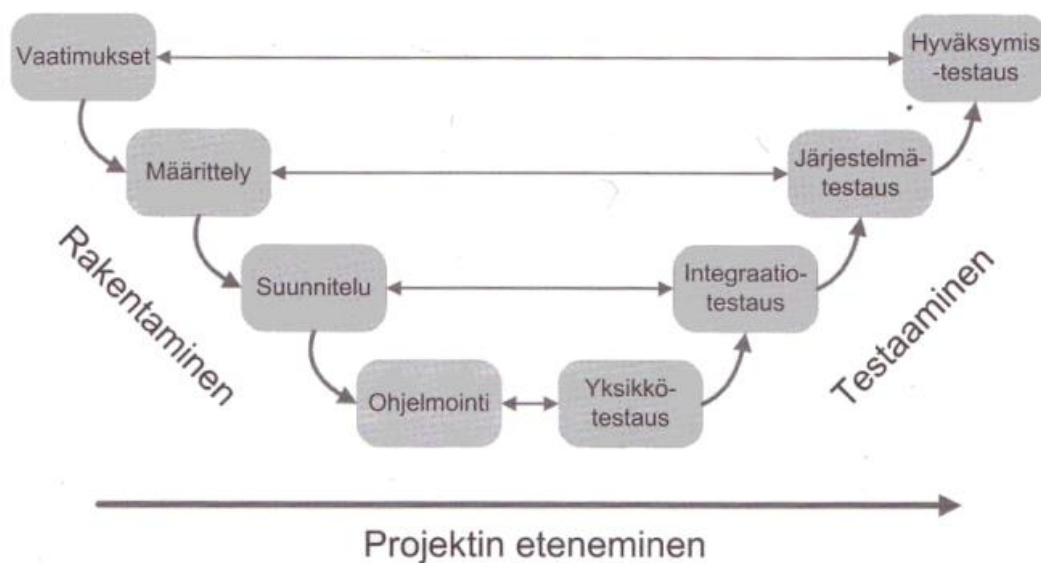 Vaatimukset
Hyväksymis
-testaus
Määrittely
Järjestelmä-
testaus
Rakentaminen
Suunnitelu
Integraatio-
testaus
Testaaminen
Ohjelmointi
Yksikkö-
testaus
Projektin eteneminen